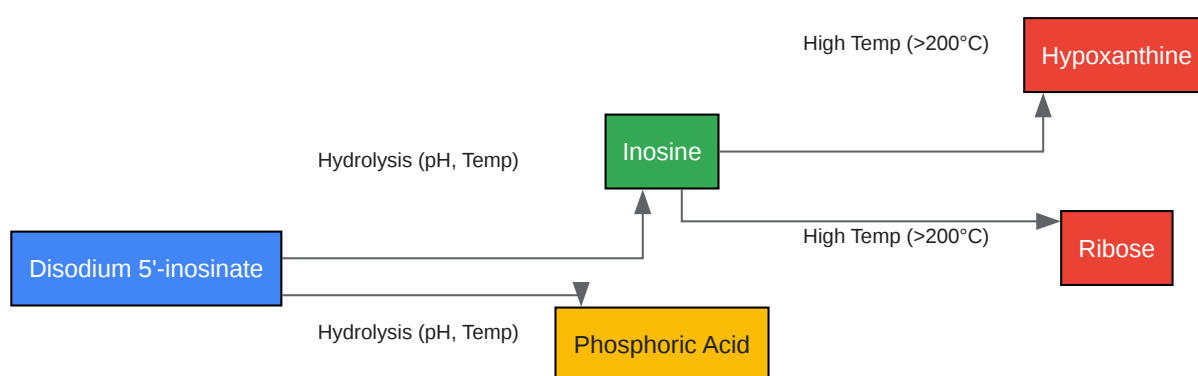 High Temp (>200°C)
Hypoxanthine
Hydrolysis (pH, Temp)
Inosine
High Temp (>200°C)
Ribose
Disodium 5'-inosinate
Hydrolysis (pH, Temp)
Phosphoric Acid